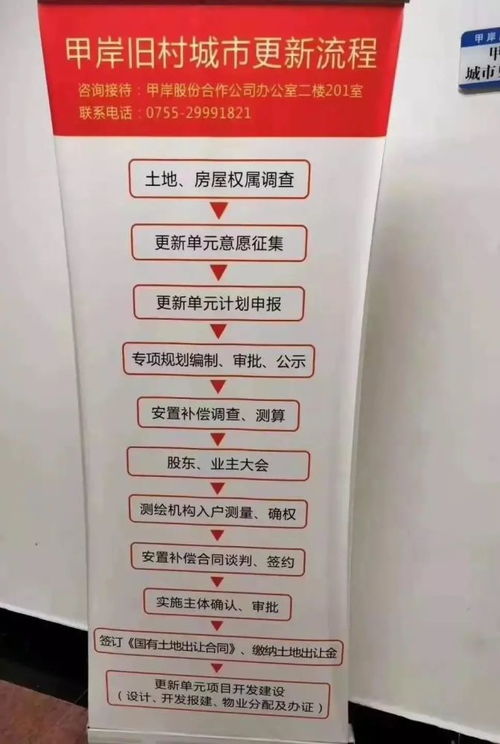 甲岸旧村城市更新流程
咨询接待：甲岸股份合作公司办公室二楼201室
联系电话：0755-29991821
土地、房屋权属调查
更新单元意愿征集
更新单元计划申报
专项规划编制、审批、公示
安置补偿调查、测算
股东、业主大会
测绘机构入户测量、确权
安置补偿合同谈判、签约
实施主体确认、审批
签订《国有土地出让合同》、缴纳土地出让金
更新单元项目开发建设
（设计、开发报建、物业分配及办证）
甲岸
城市